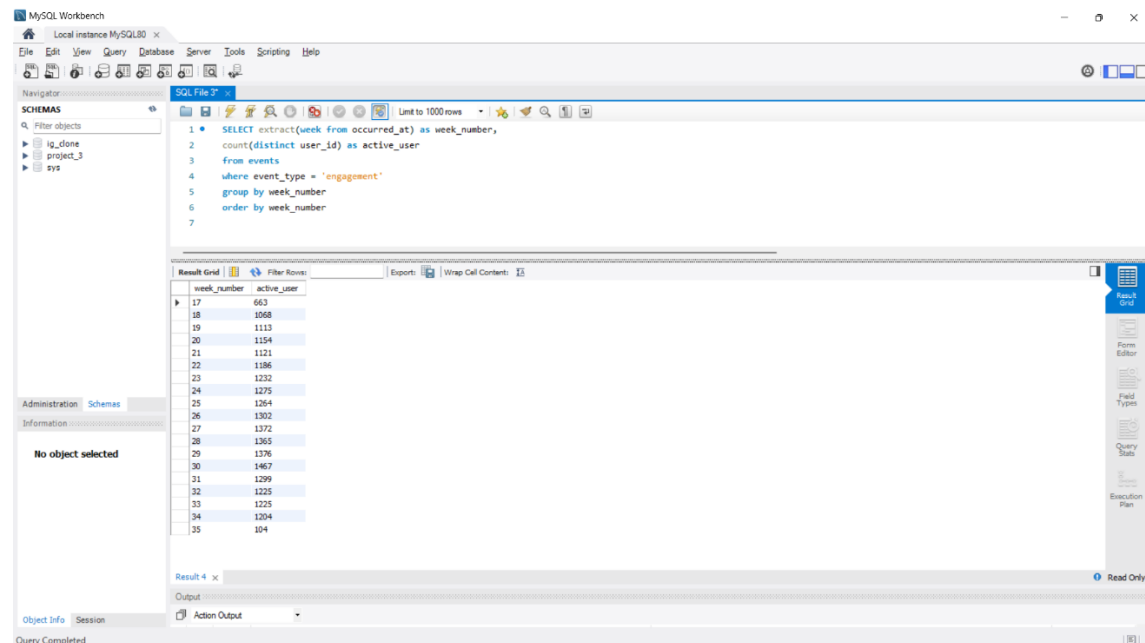 MySQL Workbench
Local instance MySQL80
File Edit View Query Database Server Tools Scripting Help
Navigator
SCHEMAS
Filter objects
ig_clone
project_3
sys
Administration Schemas
Information
No object selected
Object Info Session
SQL File 3*
Limit to 1000 rows
1 SELECT extract(week from occurred_at) as week_number,
2 count(distinct user_id) as active_user
3 from events
4 where event_type = 'engagement'
5 group by week_number
6 order by week_number
7
Result Grid Filter Rows: Export: Wrap Cell Content:
week_number active_user
17 663
18 1068
19 1113
20 1154
21 1121
22 1186
23 1232
24 1275
25 1264
26 1302
27 1372
28 1365
29 1376
30 1467
31 1299
32 1225
33 1225
34 1204
35 104
Result Grid
Form Editor
Field Types
Query Stats
Execution Plan
Result 4
Read Only
Output
Action Output
Query Completed